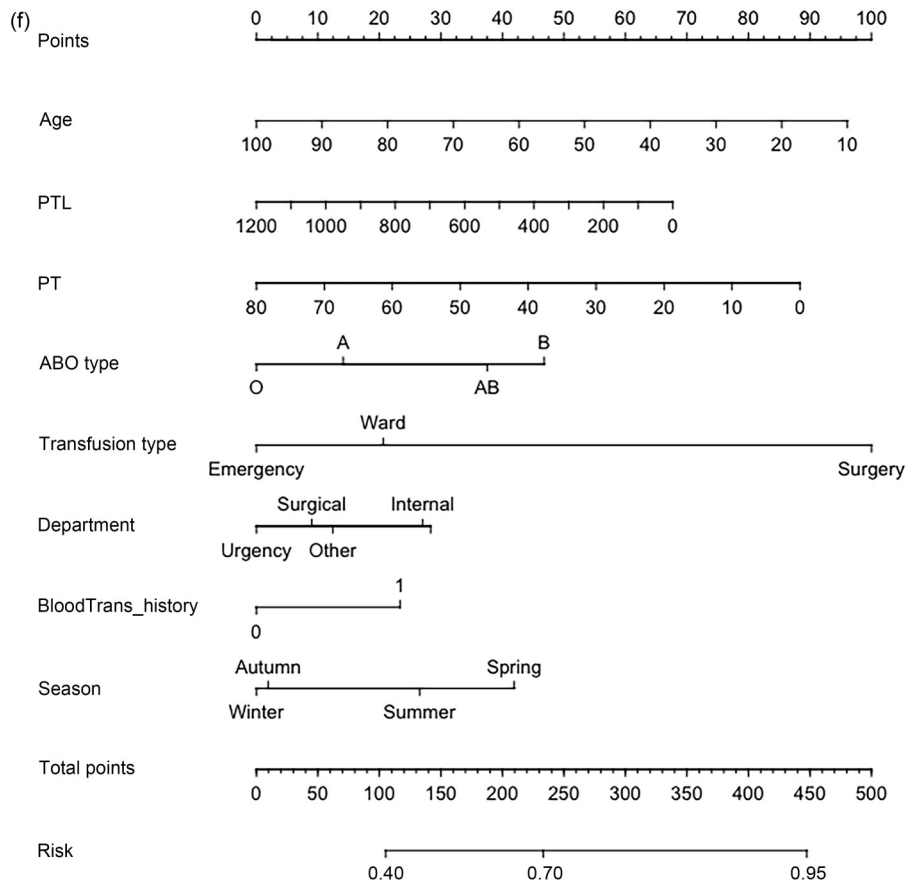 (f)
0 10 20 30 40 50 60 70 80 90 100
Points
Age
100 90 80 70 60 50 40 30 20 10
PTL
1200 1000 800 600 400 200 0
PT
80 70 60 50 40 30 20 10 0
A B
ABO type
O AB
Ward
Transfusion type
Emergency Surgery
Surgical Internal
Department
Urgency Other
1
BloodTrans_history
0
Autumn Spring
Season
Winter Summer
Total points
0 50 100 150 200 250 300 350 400 450 500
Risk
0.40 0.70 0.95